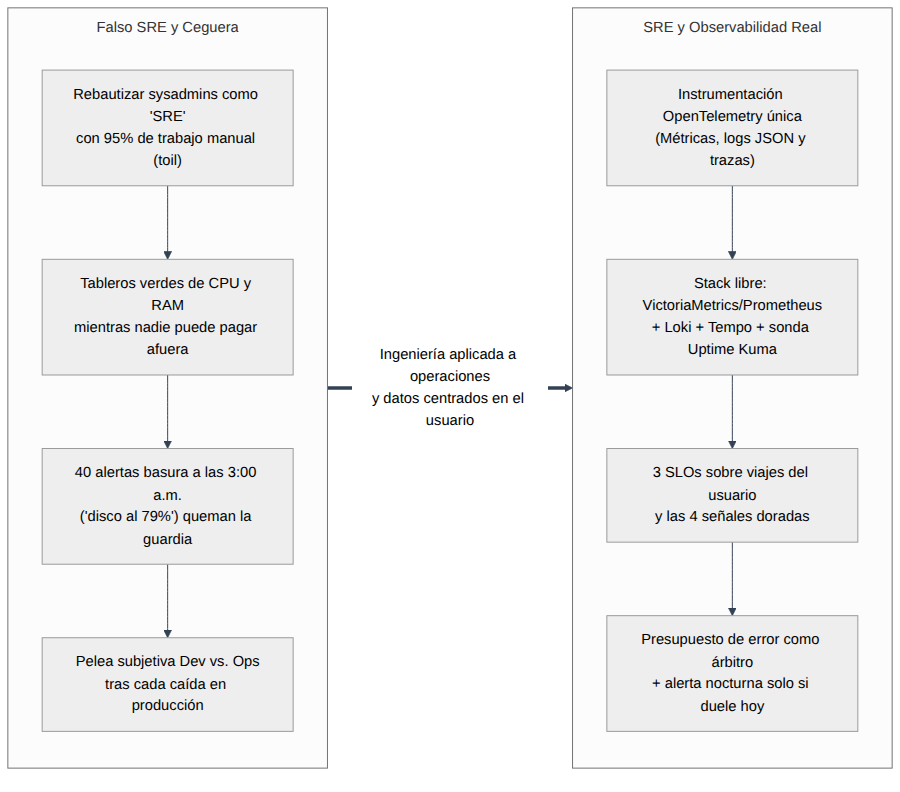 Falso SRE y Ceguera
Rebautizar sysadmins como
'SRE'
con 95% de trabajo manual
(toil)
Tableros verdes de CPU y
RAM
mientras nadie puede pagar
afuera
40 alertas basura a las 3:00
a.m.
('disco al 79%') queman la
guardia
Pelea subjetiva Dev vs. Ops
tras cada caída en
producción
Ingeniería aplicada a
operaciones
y datos centrados en el
usuario
SRE y Observabilidad Real
Instrumentación
OpenTelemetry única
(Métricas, logs JSON y
trazas)
Stack libre:
VictoriaMetrics/Prometheus
+ Loki + Tempo + sonda
Uptime Kuma
3 SLOs sobre viajes del
usuario
y las 4 señales doradas
Presupuesto de error como
árbitro
+ alerta nocturna solo si
duele hoy